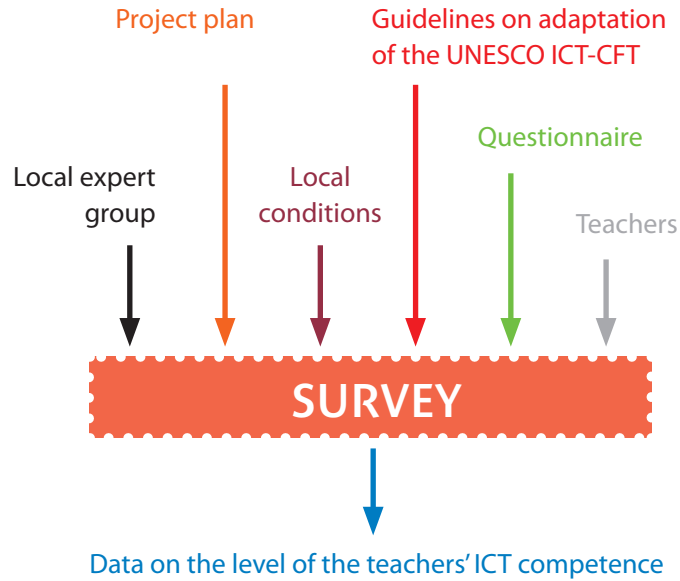 Project plan
Guidelines on adaptation
of the UNESCO ICT-CFT
Questionnaire
Local expert
group
Local
conditions
Teachers
SURVEY
Data on the level of the teachers’ ICT competence